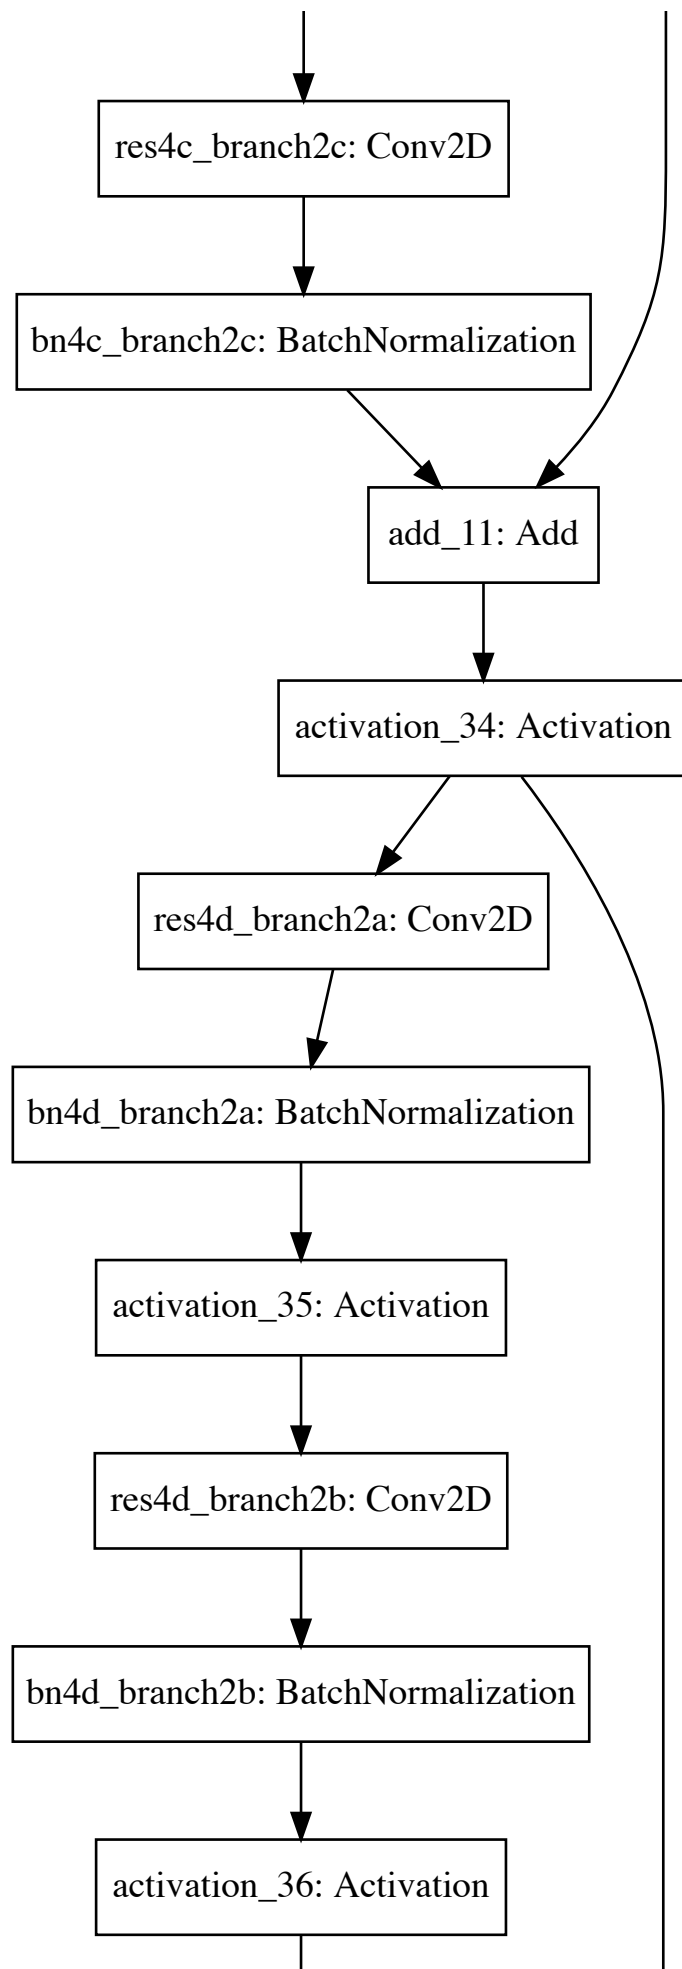 res4c_branch2c: Conv2D
bn4c_branch2c: BatchNormalization
add_11: Add
activation_34: Activation
res4d_branch2a: Conv2D
bn4d_branch2a: BatchNormalization
activation_35: Activation
res4d_branch2b: Conv2D
bn4d_branch2b: BatchNormalization
activation_36: Activation